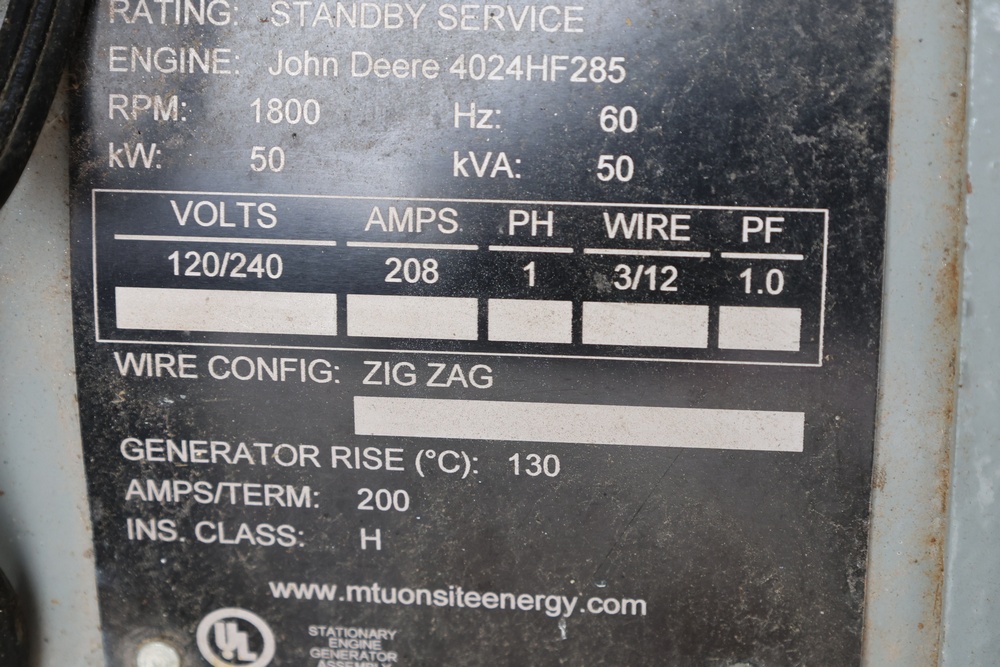 RATING: STANDBY SERVICE
ENGINE: John Deere 4024HF285
RPM: 1800 Hz: 60
kW: 50 kVA: 50
VOLTS AMPS PH WIRE PF
120/240 208 1 3/12 1.0
WIRE CONFIG: ZIG ZAG
GENERATOR RISE (°C): 130
AMPS/TERM: 200
INS. CLASS: H
www.mtuonsiteenergy.com
UL
STATIONARY
ENGINE
GENERATOR
ASSEMBLY